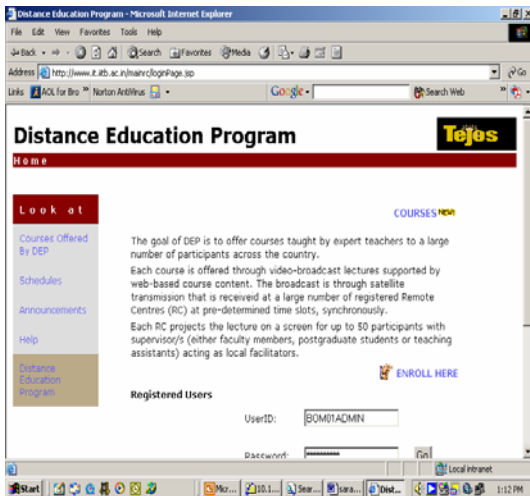 Distance Education Program - Microsoft Internet Explorer
File Edit View Favorites Tools Help
Back Search Favorites Media
Address http://www.it.iitb.ac.in/mainrc/loginPage.jsp Go
Links AOL for Bro Norton AntiVirus Google Search Web
Distance Education Program
Tejas
Home
Look at
COURSES NEW!
Courses Offered
By DEP
Schedules
Announcements
Help
Distance
Education
Program
The goal of DEP is to offer courses taught by expert teachers to a large
number of participants across the country.
Each course is offered through video-broadcast lectures supported by
web-based course content. The broadcast is through satellite
transmission that is receiveid at a large number of registered Remote
Centres (RC) at pre-determined time slots, synchronously.
Each RC projects the lecture on a screen for up to 50 participants with
supervisor/s (either faculty members, postgraduate students or teaching
assistants) acting as local facilitators.
ENROLL HERE
Registered Users
UserID: BOM01ADMIN
Password: ********** Go
Local intranet
Start Micr... 10.1... Sear... sara... Dist... 1:12 PM